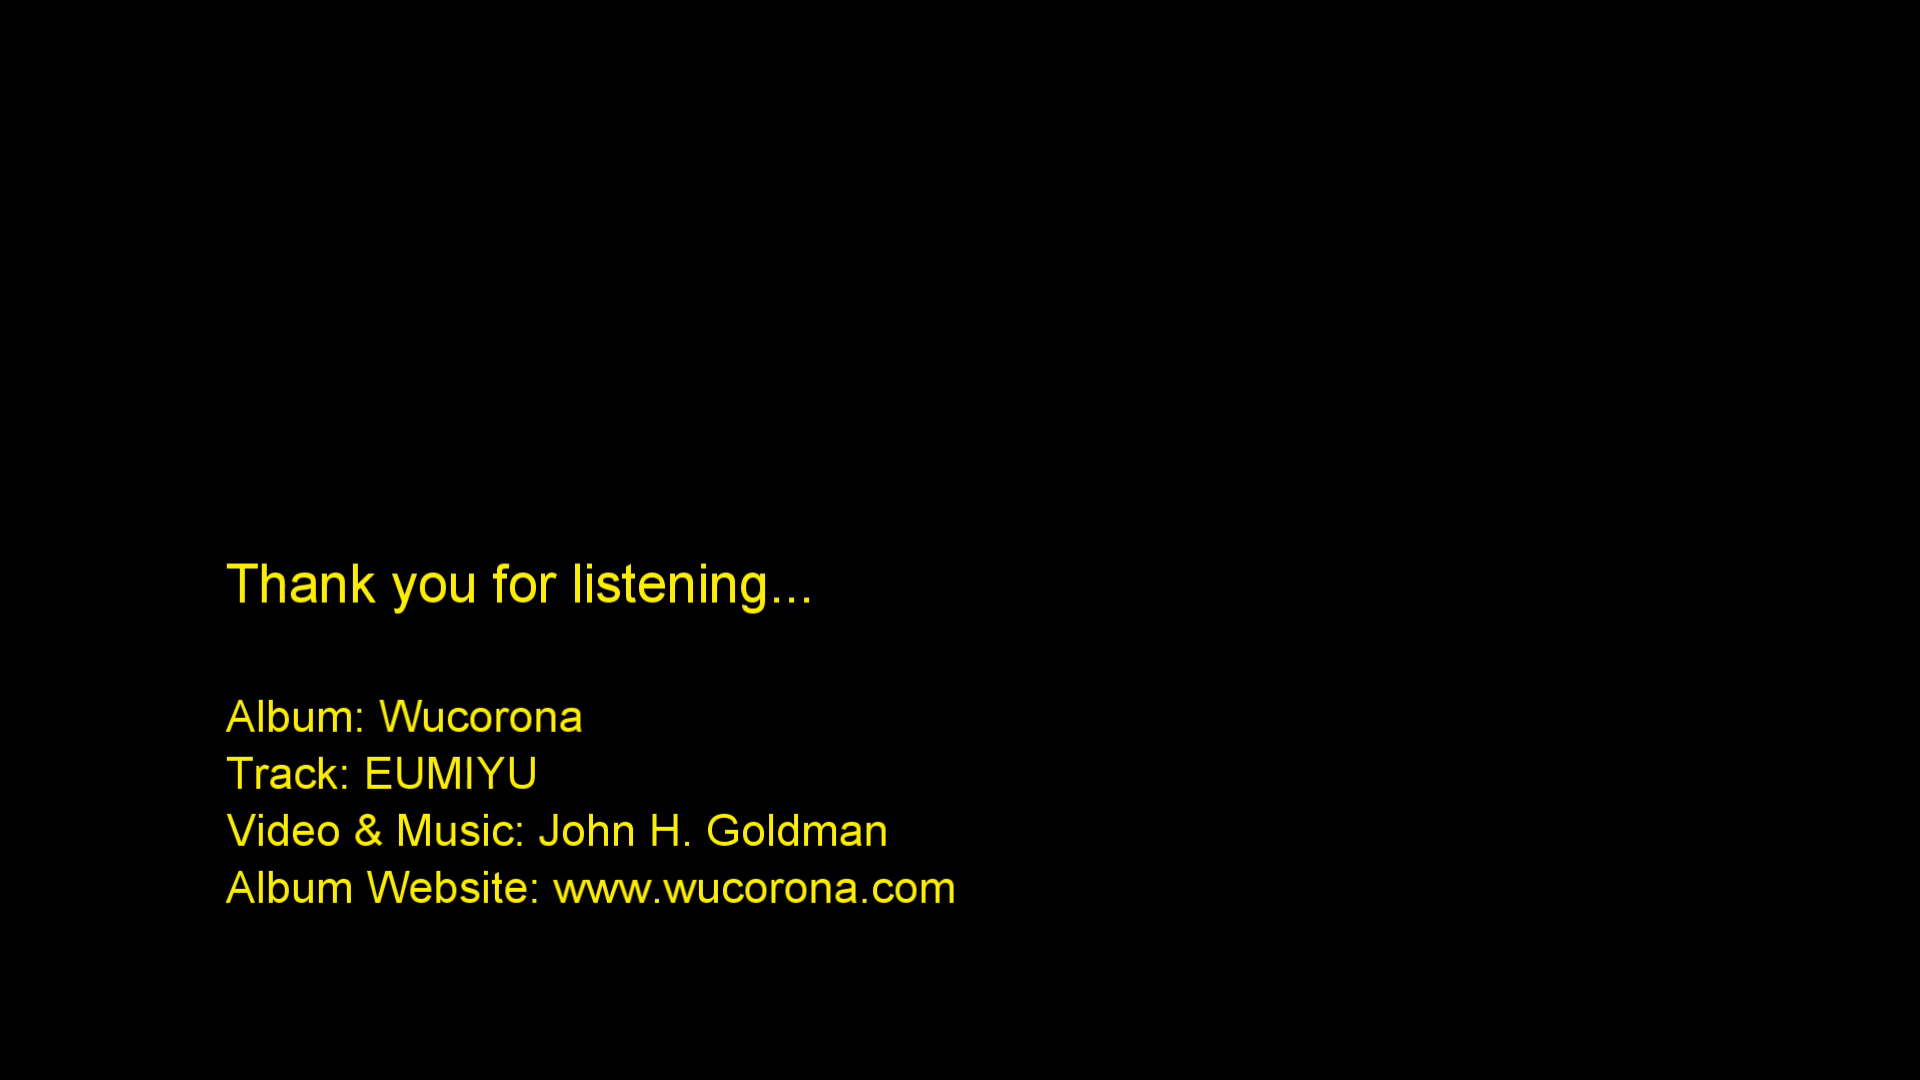 Thank you for listening...
Album: Wucorona
Track: EUMIYU
Video & Music: John H. Goldman
Album Website: www.wucorona.com